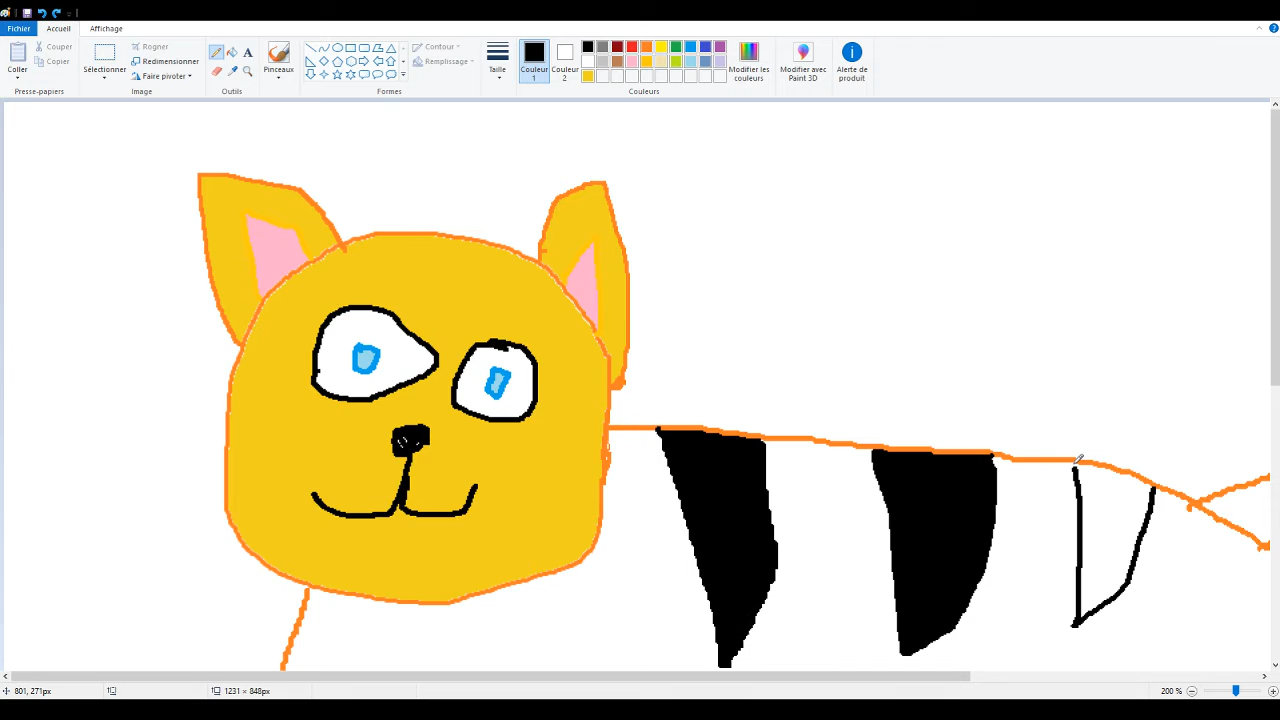 Fichier Accueil Affichage
Coller
Couper
Copier
Presse-papiers
Sélectionner
Rogner
Redimensionner
Faire pivoter
Image
A
Outils
Pinceaux
Contour
Remplissage
Formes
Taille
Couleur 1
Couleur 2
Modifier les couleurs
Couleurs
Modifier avec Paint 3D
Alerte de produit
801, 271px
1231 × 848px
200 %